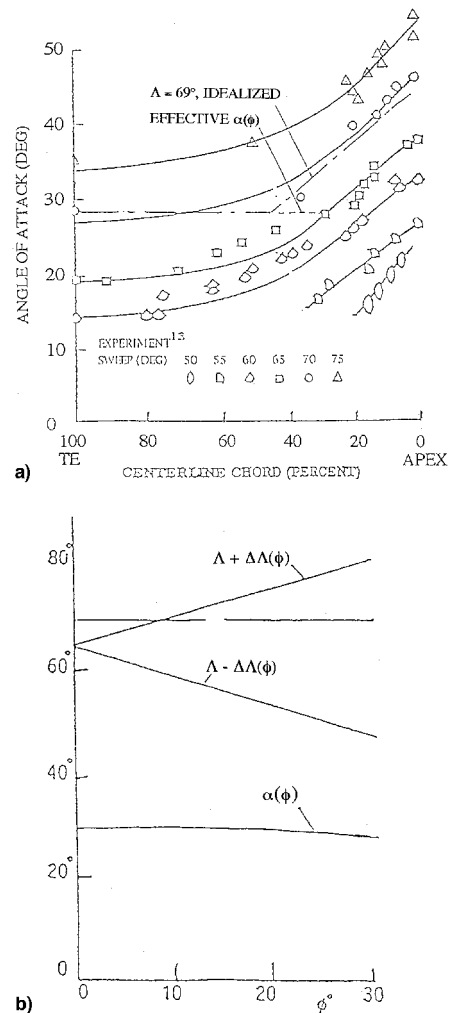 50
40
30
20
15
0
ANGLE OF ATTACK (DEG)
Λ = 69°, IDEALIZED
EFFECTIVE α(φ)
EXPERIMENT¹³
SWEEP (DEG) 50 55 60 65 70 75
100 80 60 40 20 0
TE APEX
CENTERLINE CHORD (PERCENT)
a)
80°
60°
40°
20°
0
Λ + ΔΛ(φ)
Λ - ΔΛ(φ)
α(φ)
0 10 20 30
φ°
b)